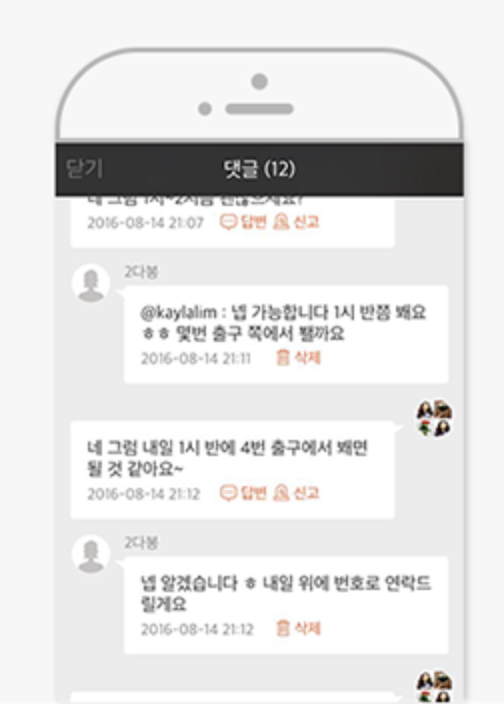 닫기 댓글 (12)
네 그럼 1시~2시쯤 괜찮으세요?
2016-08-14 21:07 답변 신고
2다봉
@kaylalim : 넵 가능합니다 1시 반쯤 봬요
ㅎㅎ 몇번 출구 쪽에서 봴까요
2016-08-14 21:11 삭제
네 그럼 내일 1시 반에 4번 출구에서 봬면
될 것 같아요~
2016-08-14 21:12 답변 신고
2다봉
넵 알겠습니다 ㅎ 내일 위에 번호로 연락드
릴게요
2016-08-14 21:12 삭제